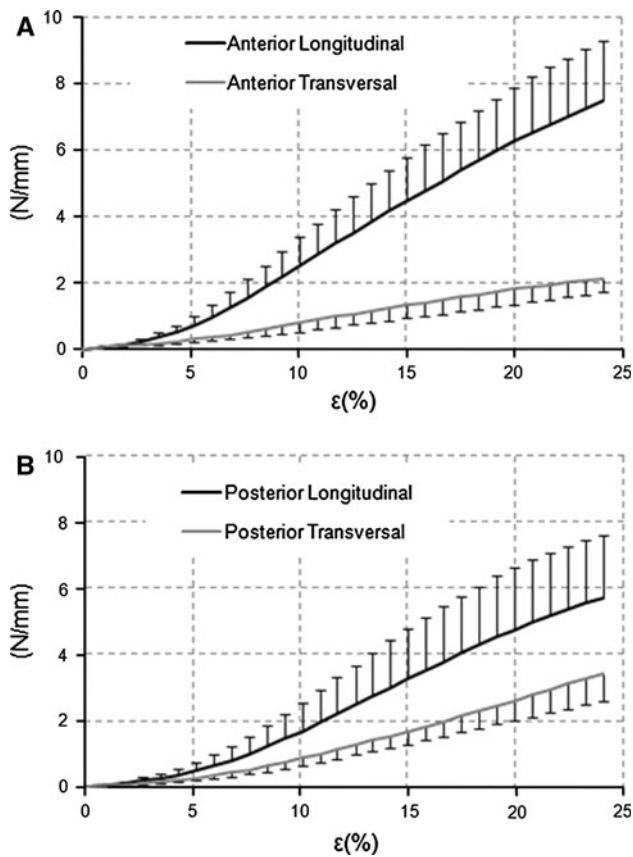 A
10
Anterior Longitudinal
8
Anterior Transversal
(N/mm)
6
4
2
0
0 5 10 15 20 25
ε(%)
B
10
Posterior Longitudinal
8
Posterior Transversal
(N/mm)
6
4
2
0
0 5 10 15 20 25
ε(%)